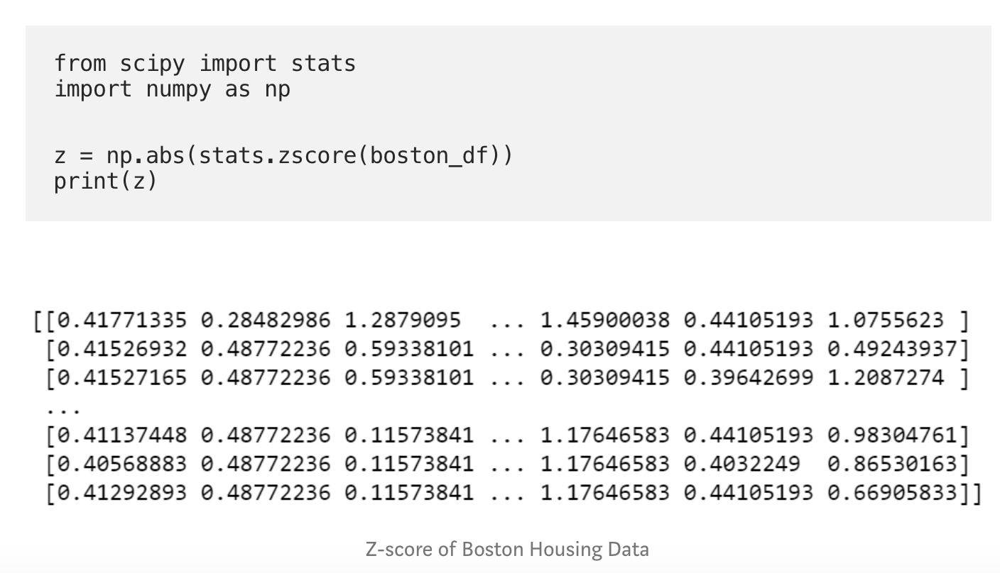 from scipy import stats
import numpy as np
z = np.abs(stats.zscore(boston_df))
print(z)
[[0.41771335 0.28482986 1.2879095  ... 1.45900038 0.44105193 1.0755623 ]
 [0.41526932 0.48772236 0.59338101 ... 0.30309415 0.44105193 0.49243937]
 [0.41527165 0.48772236 0.59338101 ... 0.30309415 0.39642699 1.2087274 ]
 ...
 [0.41137448 0.48772236 0.11573841 ... 1.17646583 0.44105193 0.98304761]
 [0.40568883 0.48772236 0.11573841 ... 1.17646583 0.4032249  0.86530163]
 [0.41292893 0.48772236 0.11573841 ... 1.17646583 0.44105193 0.66905833]]
Z-score of Boston Housing Data